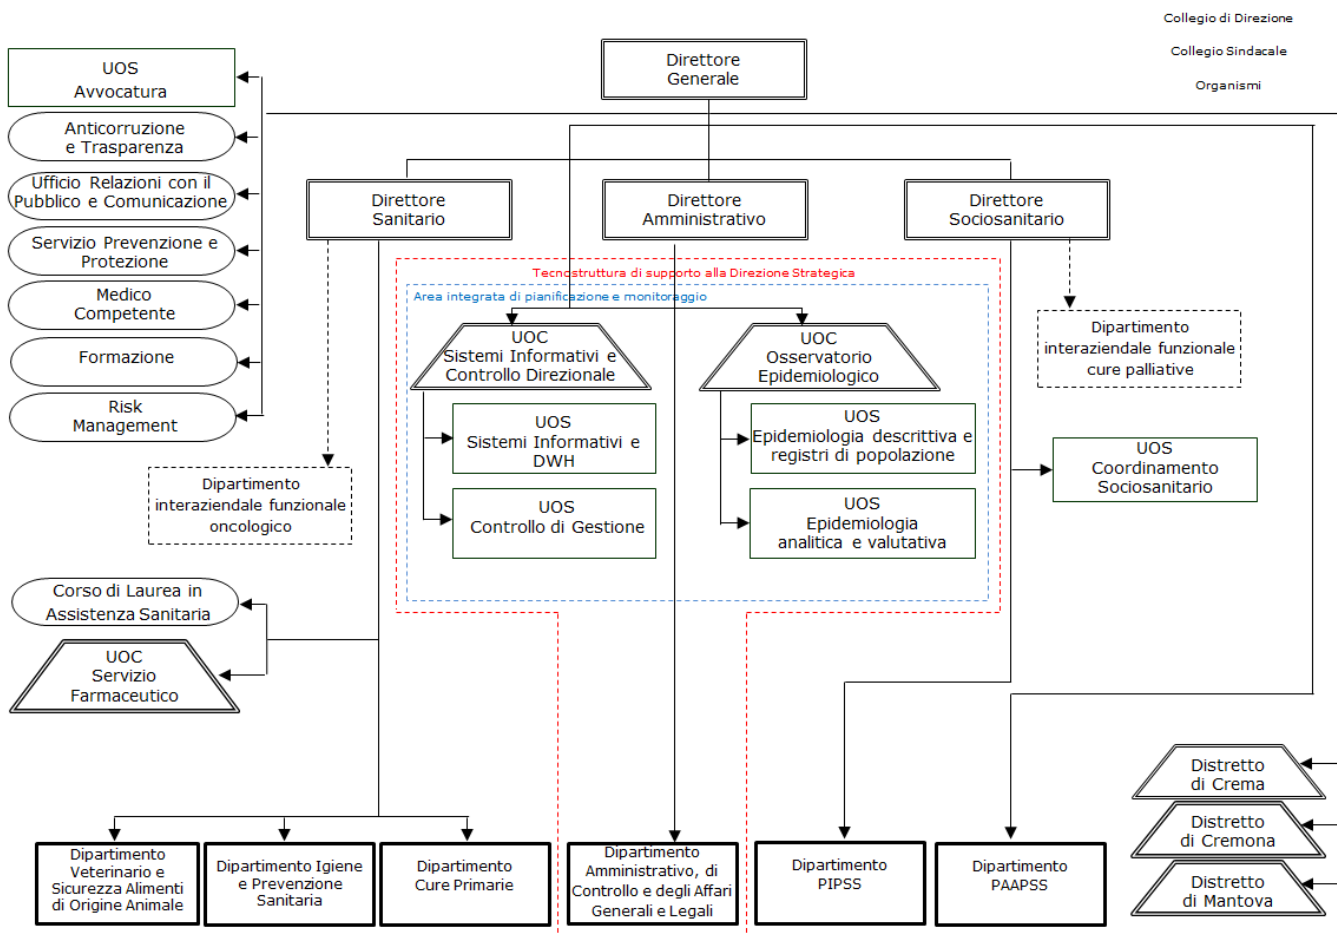 Collegio di Direzione
Collegio Sindacale
Organismi
Direttore
Generale
UOS
Avvocatura
Anticorruzione
e Trasparenza
Ufficio Relazioni con il
Pubblico e Comunicazione
Servizio Prevenzione e
Protezione
Medico
Competente
Formazione
Risk
Management
Direttore
Sanitario
Direttore
Amministrativo
Direttore
Sociosanitario
Tecnostruttura di supporto alla Direzione Strategica
Area integrata di pianificazione e monitoraggio
UOC
Sistemi Informativi e
Controllo Direzionale
UOC
Osservatorio
Epidemiologico
Dipartimento
interaziendale funzionale
cure palliative
UOS
Sistemi Informativi e
DWH
UOS
Epidemiologia descrittiva e
registri di popolazione
UOS
Coordinamento
Sociosanitario
Dipartimento
interaziendale funzionale
oncologico
UOS
Controllo di Gestione
UOS
Epidemiologia
analitica e valutativa
Corso di Laurea in
Assistenza Sanitaria
UOC
Servizio
Farmaceutico
Distretto
di Crema
Distretto
di Cremona
Distretto
di Mantova
Dipartimento
Veterinario e
Sicurezza Alimenti
di Origine Animale
Dipartimento Igiene
e Prevenzione
Sanitaria
Dipartimento
Cure Primarie
Dipartimento
Amministrativo, di
Controllo e degli Affari
Generali e Legali
Dipartimento
PIPSS
Dipartimento
PAAPSS